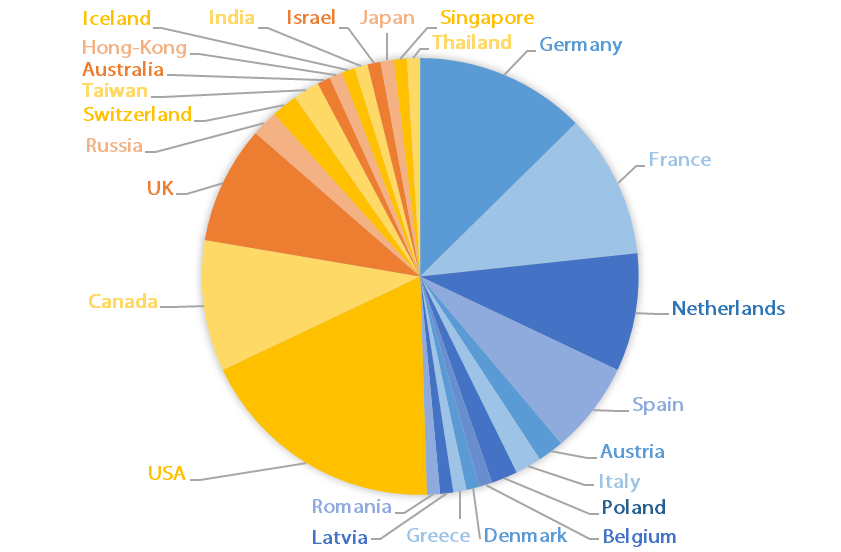 Iceland
India
Israel
Japan
Singapore
Hong-Kong
Thailand
Germany
Australia
Taiwan
Switzerland
Russia
France
UK
Canada
Netherlands
Spain
Austria
USA
Italy
Romania
Poland
Latvia
Greece
Denmark
Belgium